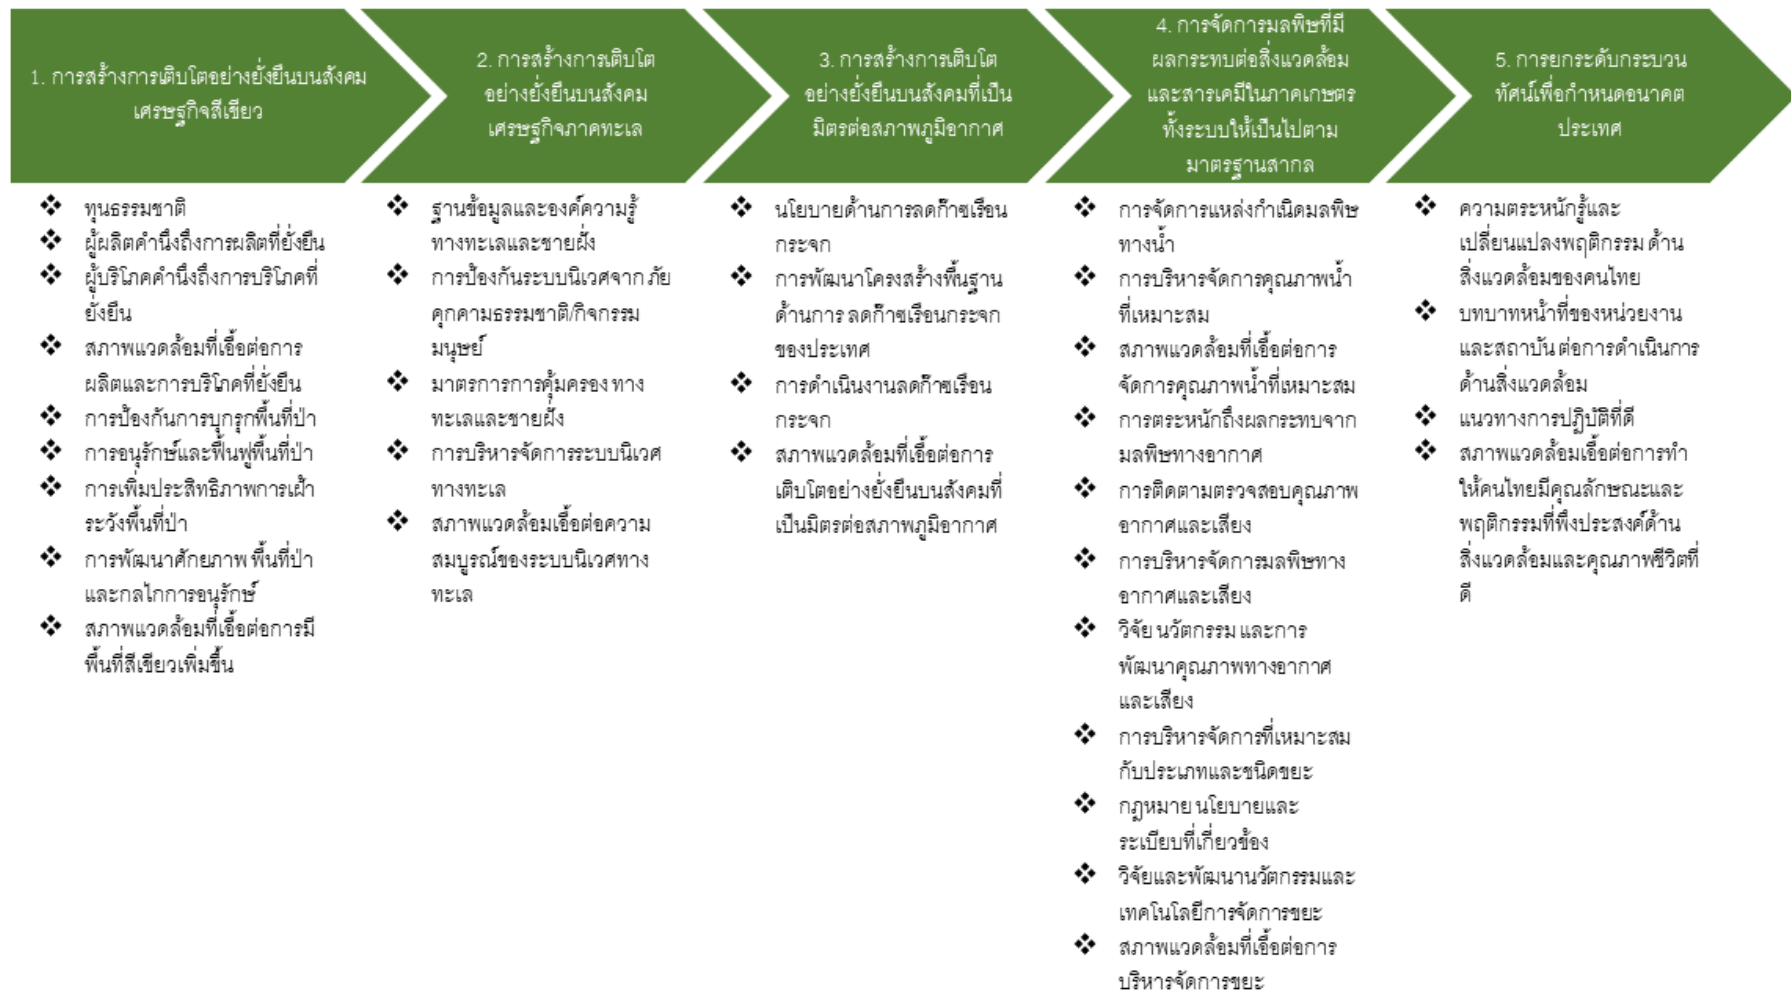 1. การสร้างการเติบโตอย่างยั่งยืนบนสังคม
เศรษฐกิจสีเขียว
2. การสร้างการเติบโต
อย่างยั่งยืนบนสังคม
เศรษฐกิจภาคทะเล
3. การสร้างการเติบโต
อย่างยั่งยืนบนสังคมที่เป็น
มิตรต่อสภาพภูมิอากาศ
4. การจัดการมลพิษที่มี
ผลกระทบต่อสิ่งแวดล้อม
และสารเคมีในภาคเกษตร
ทั้งระบบให้เป็นไปตาม
มาตรฐานสากล
5. การยกระดับกระบวน
ทัศน์เพื่อกำหนดอนาคต
ประเทศ
❖ ทุนธรรมชาติ
❖ ผู้ผลิตคำนึงถึงการผลิตที่ยั่งยืน
❖ ผู้บริโภคคำนึงถึงการบริโภคที่
ยั่งยืน
❖ สภาพแวดล้อมที่เอื้อต่อการ
ผลิตและการบริโภคที่ยั่งยืน
❖ การป้องกันการบุกรุกพื้นที่ป่า
❖ การอนุรักษ์และฟื้นฟูพื้นที่ป่า
❖ การเพิ่มประสิทธิภาพการเฝ้า
ระวังพื้นที่ป่า
❖ การพัฒนาศักยภาพ พื้นที่ป่า
และกลไกการอนุรักษ์
❖ สภาพแวดล้อมที่เอื้อต่อการมี
พื้นที่สีเขียวเพิ่มขึ้น
❖ ฐานข้อมูลและองค์ความรู้
ทางทะเลและชายฝั่ง
❖ การป้องกันระบบนิเวศจาก ภัย
คุกคามธรรมชาติ/กิจกรรม
มนุษย์
❖ มาตรการการคุ้มครอง ทาง
ทะเลและชายฝั่ง
❖ การบริหารจัดการระบบนิเวศ
ทางทะเล
❖ สภาพแวดล้อมเอื้อต่อความ
สมบูรณ์ของระบบนิเวศทาง
ทะเล
❖ นโยบายด้านการลดก๊าซเรือน
กระจก
❖ การพัฒนาโครงสร้างพื้นฐาน
ด้านการ ลดก๊าซเรือนกระจก
ของประเทศ
❖ การดำเนินงานลดก๊าซเรือน
กระจก
❖ สภาพแวดล้อมที่เอื้อต่อการ
เติบโตอย่างยั่งยืนบนสังคมที่
เป็นมิตรต่อสภาพภูมิอากาศ
❖ การจัดการแหล่งกำเนิดมลพิษ
ทางน้ำ
❖ การบริหารจัดการคุณภาพน้ำ
ที่เหมาะสม
❖ สภาพแวดล้อมที่เอื้อต่อการ
จัดการคุณภาพน้ำที่เหมาะสม
❖ การตระหนักถึงผลกระทบจาก
มลพิษทางอากาศ
❖ การติดตามตรวจสอบคุณภาพ
อากาศและเสียง
❖ การบริหารจัดการมลพิษทาง
อากาศและเสียง
❖ วิจัย นวัตกรรม และการ
พัฒนาคุณภาพทางอากาศ
และเสียง
❖ การบริหารจัดการที่เหมาะสม
กับประเภทและชนิดขยะ
❖ กฎหมาย นโยบายและ
ระเบียบที่เกี่ยวข้อง
❖ วิจัยและพัฒนานวัตกรรมและ
เทคโนโลยีการจัดการขยะ
❖ สภาพแวดล้อมที่เอื้อต่อการ
บริหารจัดการขยะ
❖ ความตระหนักรู้และ
เปลี่ยนแปลงพฤติกรรม ด้าน
สิ่งแวดล้อมของคนไทย
❖ บทบาทหน้าที่ของหน่วยงาน
และสถาบัน ต่อการดำเนินการ
ด้านสิ่งแวดล้อม
❖ แนวทางการปฏิบัติที่ดี
❖ สภาพแวดล้อมเอื้อต่อการทำ
ให้คนไทยมีคุณลักษณะและ
พฤติกรรมที่พึงประสงค์ด้าน
สิ่งแวดล้อมและคุณภาพชีวิตที่
ดี